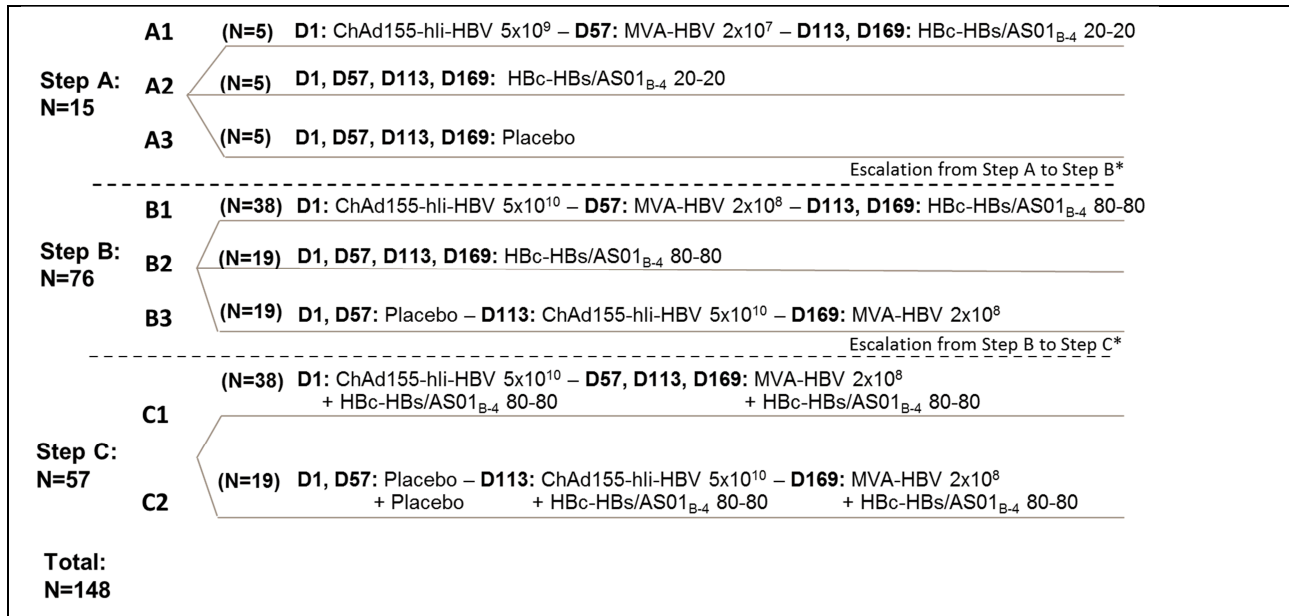 A1 (N=5) D1: ChAd155-hli-HBV 5x10⁹ – D57: MVA-HBV 2x10⁷ – D113, D169: HBc-HBs/AS01B-4 20-20
Step A:
N=15
A2 (N=5) D1, D57, D113, D169: HBc-HBs/AS01B-4 20-20
A3 (N=5) D1, D57, D113, D169: Placebo
Escalation from Step A to Step B*
B1 (N=38) D1: ChAd155-hli-HBV 5x10¹⁰ – D57: MVA-HBV 2x10⁸ – D113, D169: HBc-HBs/AS01B-4 80-80
Step B:
N=76
B2 (N=19) D1, D57, D113, D169: HBc-HBs/AS01B-4 80-80
B3 (N=19) D1, D57: Placebo – D113: ChAd155-hli-HBV 5x10¹⁰ – D169: MVA-HBV 2x10⁸
Escalation from Step B to Step C*
(N=38) D1: ChAd155-hli-HBV 5x10¹⁰ – D57, D113, D169: MVA-HBV 2x10⁸
+ HBc-HBs/AS01B-4 80-80 + HBc-HBs/AS01B-4 80-80
C1
Step C:
N=57
(N=19) D1, D57: Placebo – D113: ChAd155-hli-HBV 5x10¹⁰ – D169: MVA-HBV 2x10⁸
+ Placebo + HBc-HBs/AS01B-4 80-80 + HBc-HBs/AS01B-4 80-80
C2
Total:
N=148